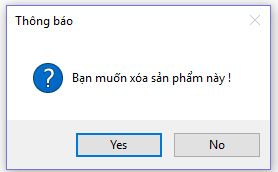 Thông báo
Bạn muốn xóa sản phẩm này !
Yes
No